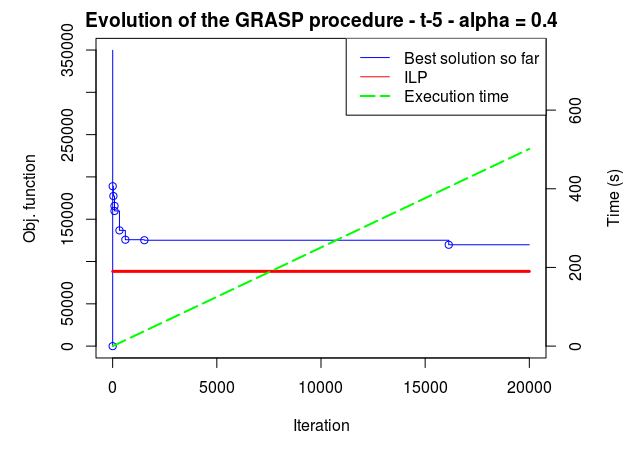 Evolution of the GRASP procedure - t-5 - alpha = 0.4
Best solution so far
ILP
Execution time
Obj. function
350000
250000
150000
50000
0
600
400
200
0
Time (s)
0 5000 10000 15000 20000
Iteration